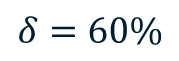 δ = 60%